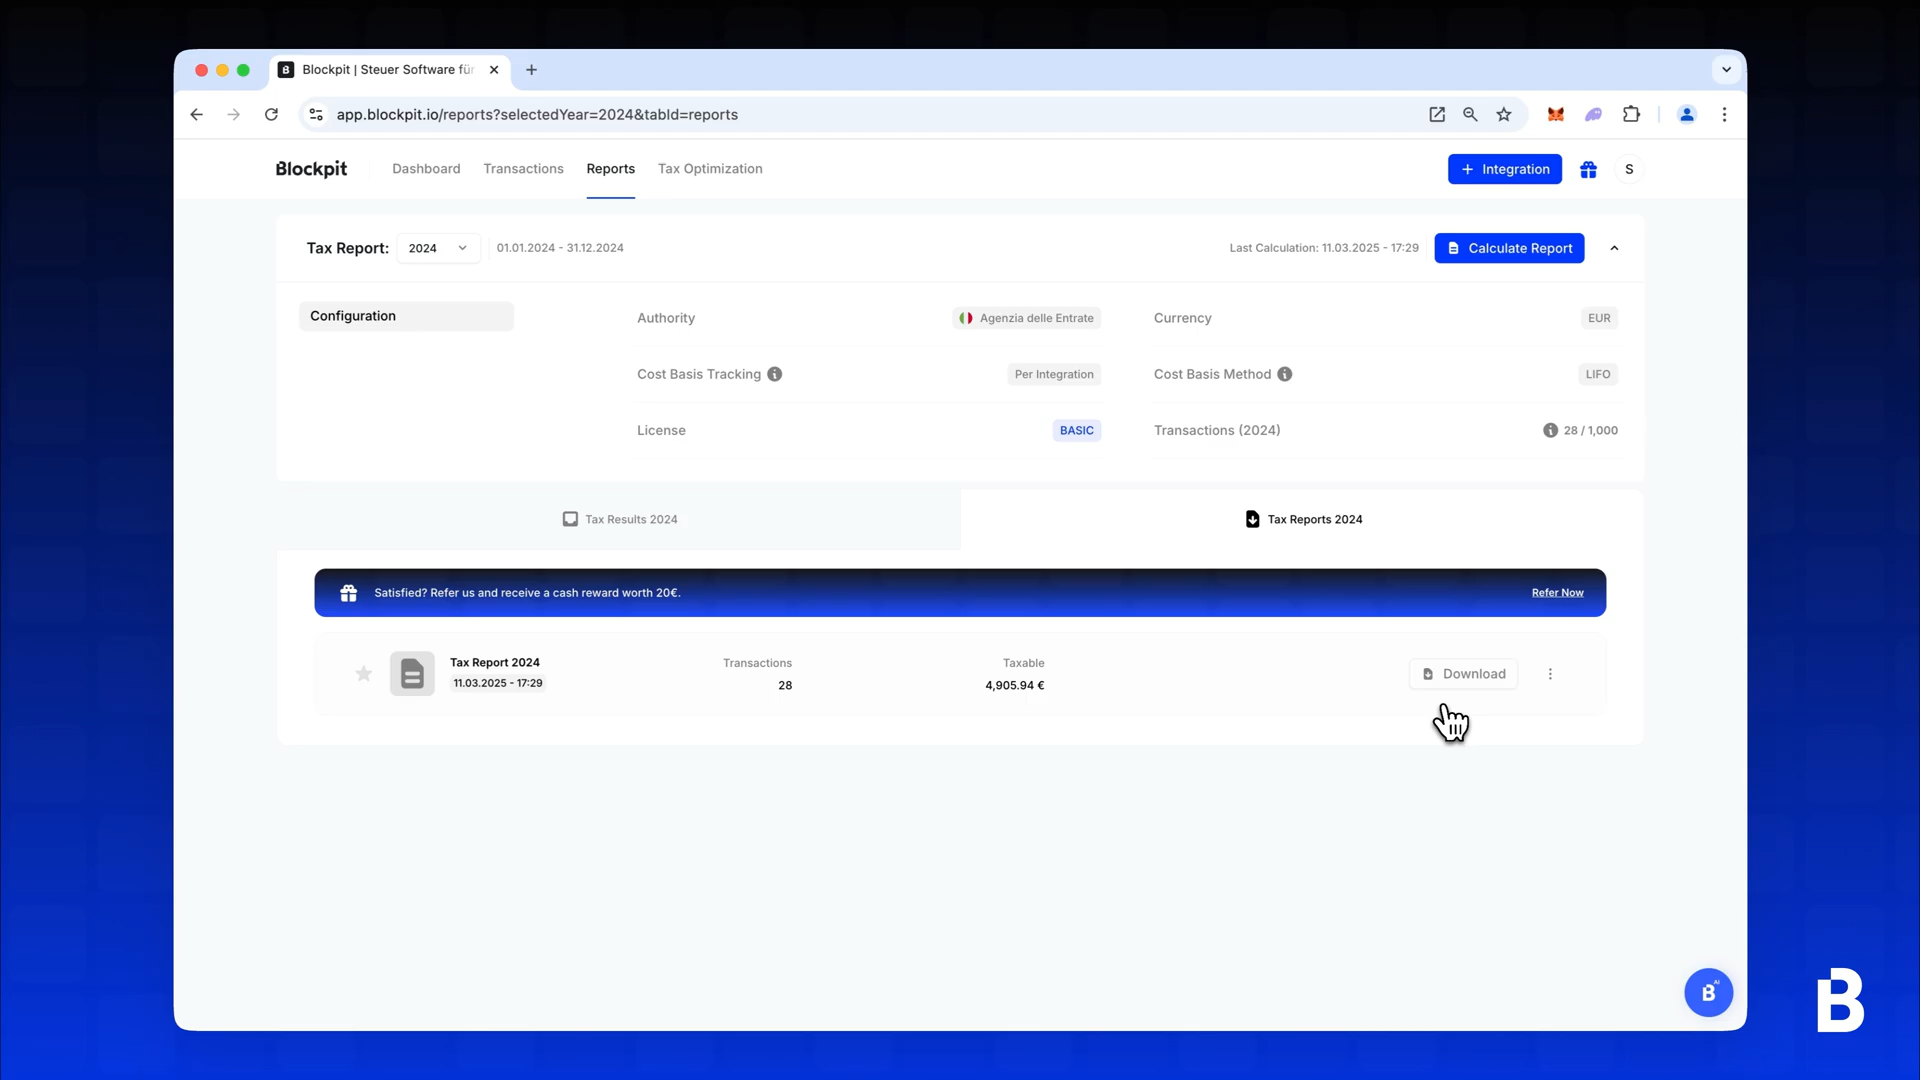 Blockpit | Steuer Software für
app.blockpit.io/reports?selectedYear=2024&tabId=reports
Blockpit
Dashboard
Transactions
Reports
Tax Optimization
Integration
S
Tax Report:
2024
01.01.2024 - 31.12.2024
Last Calculation: 11.03.2025 - 17:29
Calculate Report
Configuration
Authority
Agenzia delle Entrate
Currency
EUR
Cost Basis Tracking
Per Integration
Cost Basis Method
LIFO
License
BASIC
Transactions (2024)
28 / 1,000
Tax Results 2024
Tax Reports 2024
Satisfied? Refer us and receive a cash reward worth 20€.
Refer Now
Tax Report 2024
11.03.2025 - 17:29
Transactions
28
Taxable
4,905.94 €
Download
B AI
B